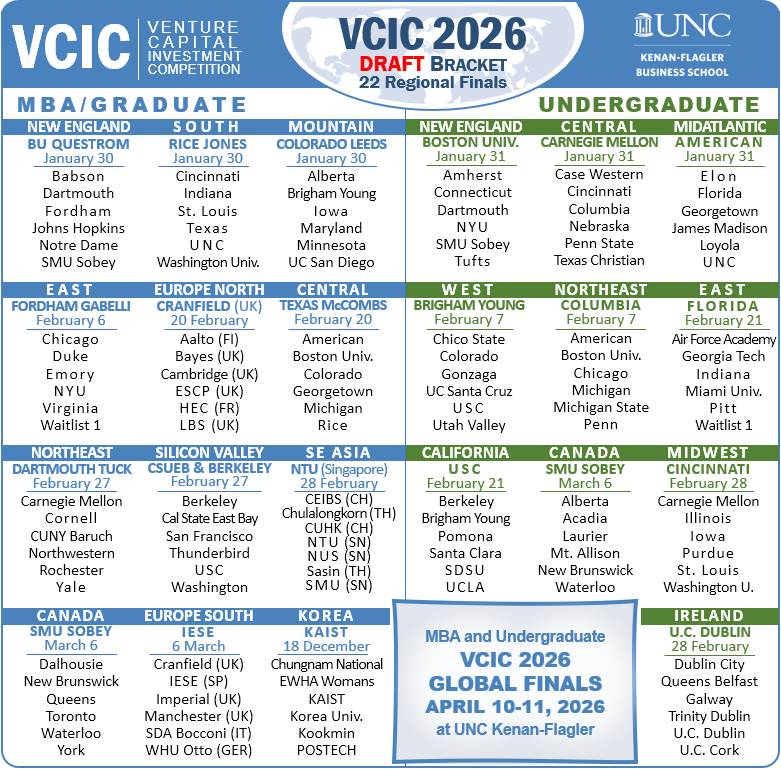 VCIC
VENTURE
CAPITAL
INVESTMENT
COMPETITION
VCIC 2026
DRAFT BRACKET
22 Regional Finals
UNC
KENAN-FLAGLER
BUSINESS SCHOOL
MBA/GRADUATE
NEW ENGLAND
BU QUESTROM
January 30
Babson
Dartmouth
Fordham
Johns Hopkins
Notre Dame
SMU Sobey
SOUTH
RICE JONES
January 30
Cincinnati
Indiana
St. Louis
Texas
UNC
Washington Univ.
MOUNTAIN
COLORADO LEEDS
January 30
Alberta
Brigham Young
Iowa
Maryland
Minnesota
UC San Diego
EAST
FORDHAM GABELLI
February 6
Chicago
Duke
Emory
NYU
Virginia
Waitlist 1
EUROPE NORTH
CRANFIELD (UK)
20 February
Aalto (FI)
Bayes (UK)
Cambridge (UK)
ESCP (UK)
HEC (FR)
LBS (UK)
CENTRAL
TEXAS McCOMBS
February 20
American
Boston Univ.
Colorado
Georgetown
Michigan
Rice
NORTHEAST
DARTMOUTH TUCK
February 27
Carnegie Mellon
Cornell
CUNY Baruch
Northwestern
Rochester
Yale
SILICON VALLEY
CSUEB & BERKELEY
February 27
Berkeley
Cal State East Bay
San Francisco
Thunderbird
USC
Washington
SE ASIA
NTU (Singapore)
28 February
CEIBS (CH)
Chulalongkorn (TH)
CUHK (CH)
NTU (SN)
NUS (SN)
Sasin (TH)
SMU (SN)
CANADA
SMU SOBEY
March 6
Dalhousie
New Brunswick
Queens
Toronto
Waterloo
York
EUROPE SOUTH
IESE
6 March
Cranfield (UK)
IESE (SP)
Imperial (UK)
Manchester (UK)
SDA Bocconi (IT)
WHU Otto (GER)
KOREA
KAIST
18 December
Chungnam National
EWHA Womans
KAIST
Korea Univ.
Kookmin
POSTECH
UNDERGRADUATE
NEW ENGLAND
BOSTON UNIV.
January 31
Amherst
Connecticut
Dartmouth
NYU
SMU Sobey
Tufts
CENTRAL
CARNEGIE MELLON
January 31
Case Western
Cincinnati
Columbia
Nebraska
Penn State
Texas Christian
MIDATLANTIC
AMERICAN
January 31
Elon
Florida
Georgetown
James Madison
Loyola
UNC
WEST
BRIGHAM YOUNG
February 7
Chico State
Colorado
Gonzaga
UC Santa Cruz
USC
Utah Valley
NORTHEAST
COLUMBIA
February 7
American
Boston Univ.
Chicago
Michigan
Michigan State
Penn
EAST
FLORIDA
February 21
Air Force Academy
Georgia Tech
Indiana
Miami Univ.
Pitt
Waitlist 1
CALIFORNIA
USC
February 21
Berkeley
Brigham Young
Pomona
Santa Clara
SDSU
UCLA
CANADA
SMU SOBEY
March 6
Alberta
Acadia
Laurier
Mt. Allison
New Brunswick
Waterloo
MIDWEST
CINCINNATI
February 28
Carnegie Mellon
Illinois
Iowa
Purdue
St. Louis
Washington U.
MBA and Undergraduate
VCIC 2026
GLOBAL FINALS
APRIL 10-11, 2026
at UNC Kenan-Flagler
IRELAND
U.C. DUBLIN
28 February
Dublin City
Queens Belfast
Galway
Trinity Dublin
U.C. Dublin
U.C. Cork